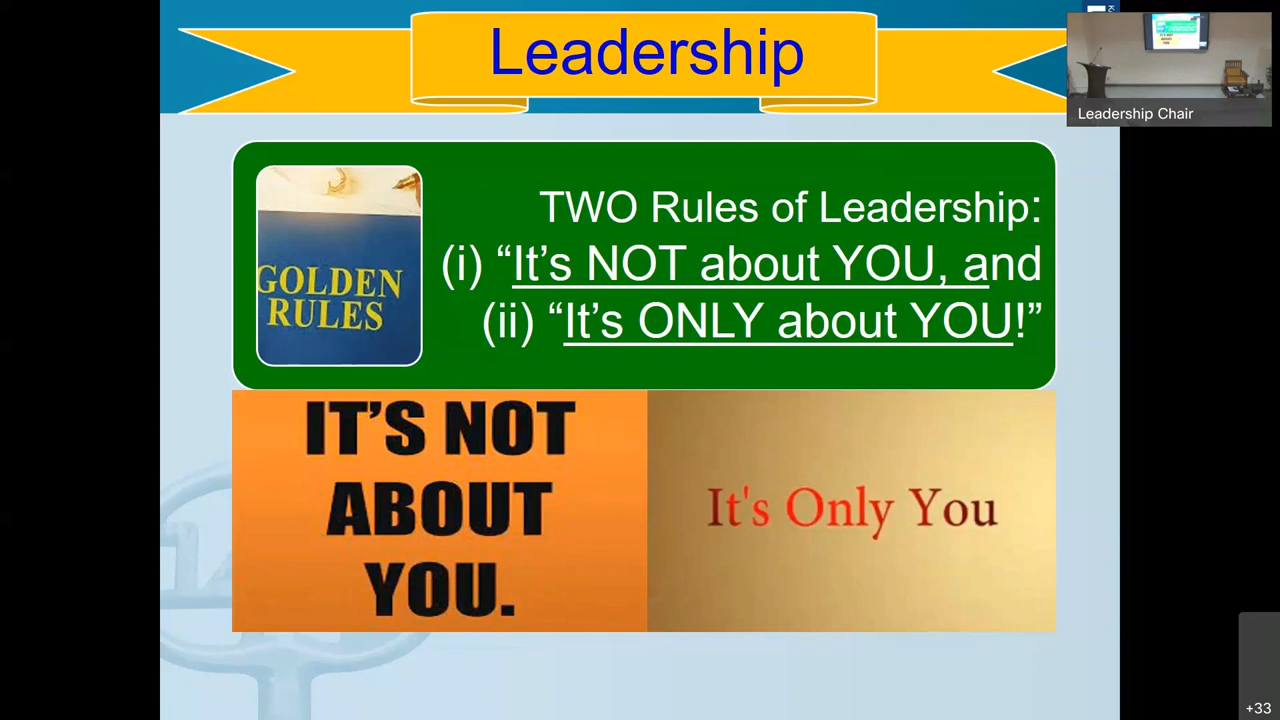 Leadership
Leadership Chair
GOLDEN
RULES
TWO Rules of Leadership:
(i) “It’s NOT about YOU, and
(ii) “It’s ONLY about YOU!”
IT’S NOT
ABOUT
YOU.
It's Only You
+33